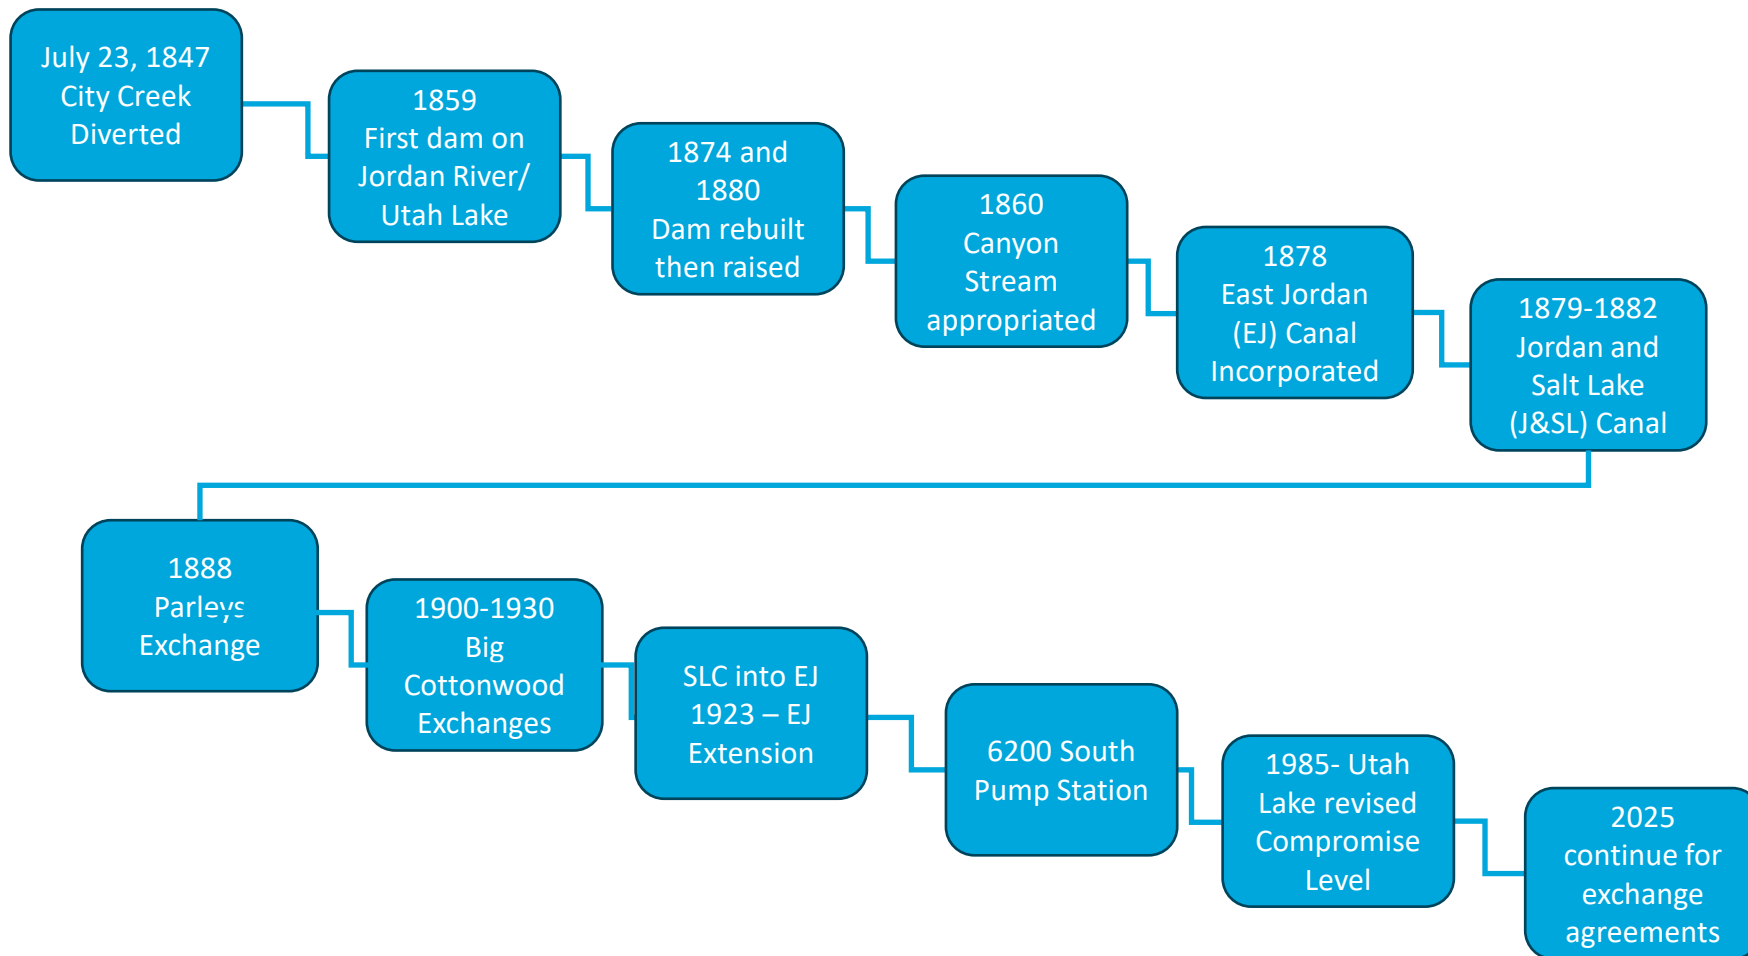 July 23, 1847
City Creek
Diverted
1859
First dam on
Jordan River/
Utah Lake
1874 and
1880
Dam rebuilt
then raised
1860
Canyon
Stream
appropriated
1878
East Jordan
(EJ) Canal
Incorporated
1879-1882
Jordan and
Salt Lake
(J&SL) Canal
1888
Parleys
Exchange
1900-1930
Big
Cottonwood
Exchanges
SLC into EJ
1923 – EJ
Extension
6200 South
Pump Station
1985- Utah
Lake revised
Compromise
Level
2025
continue for
exchange
agreements